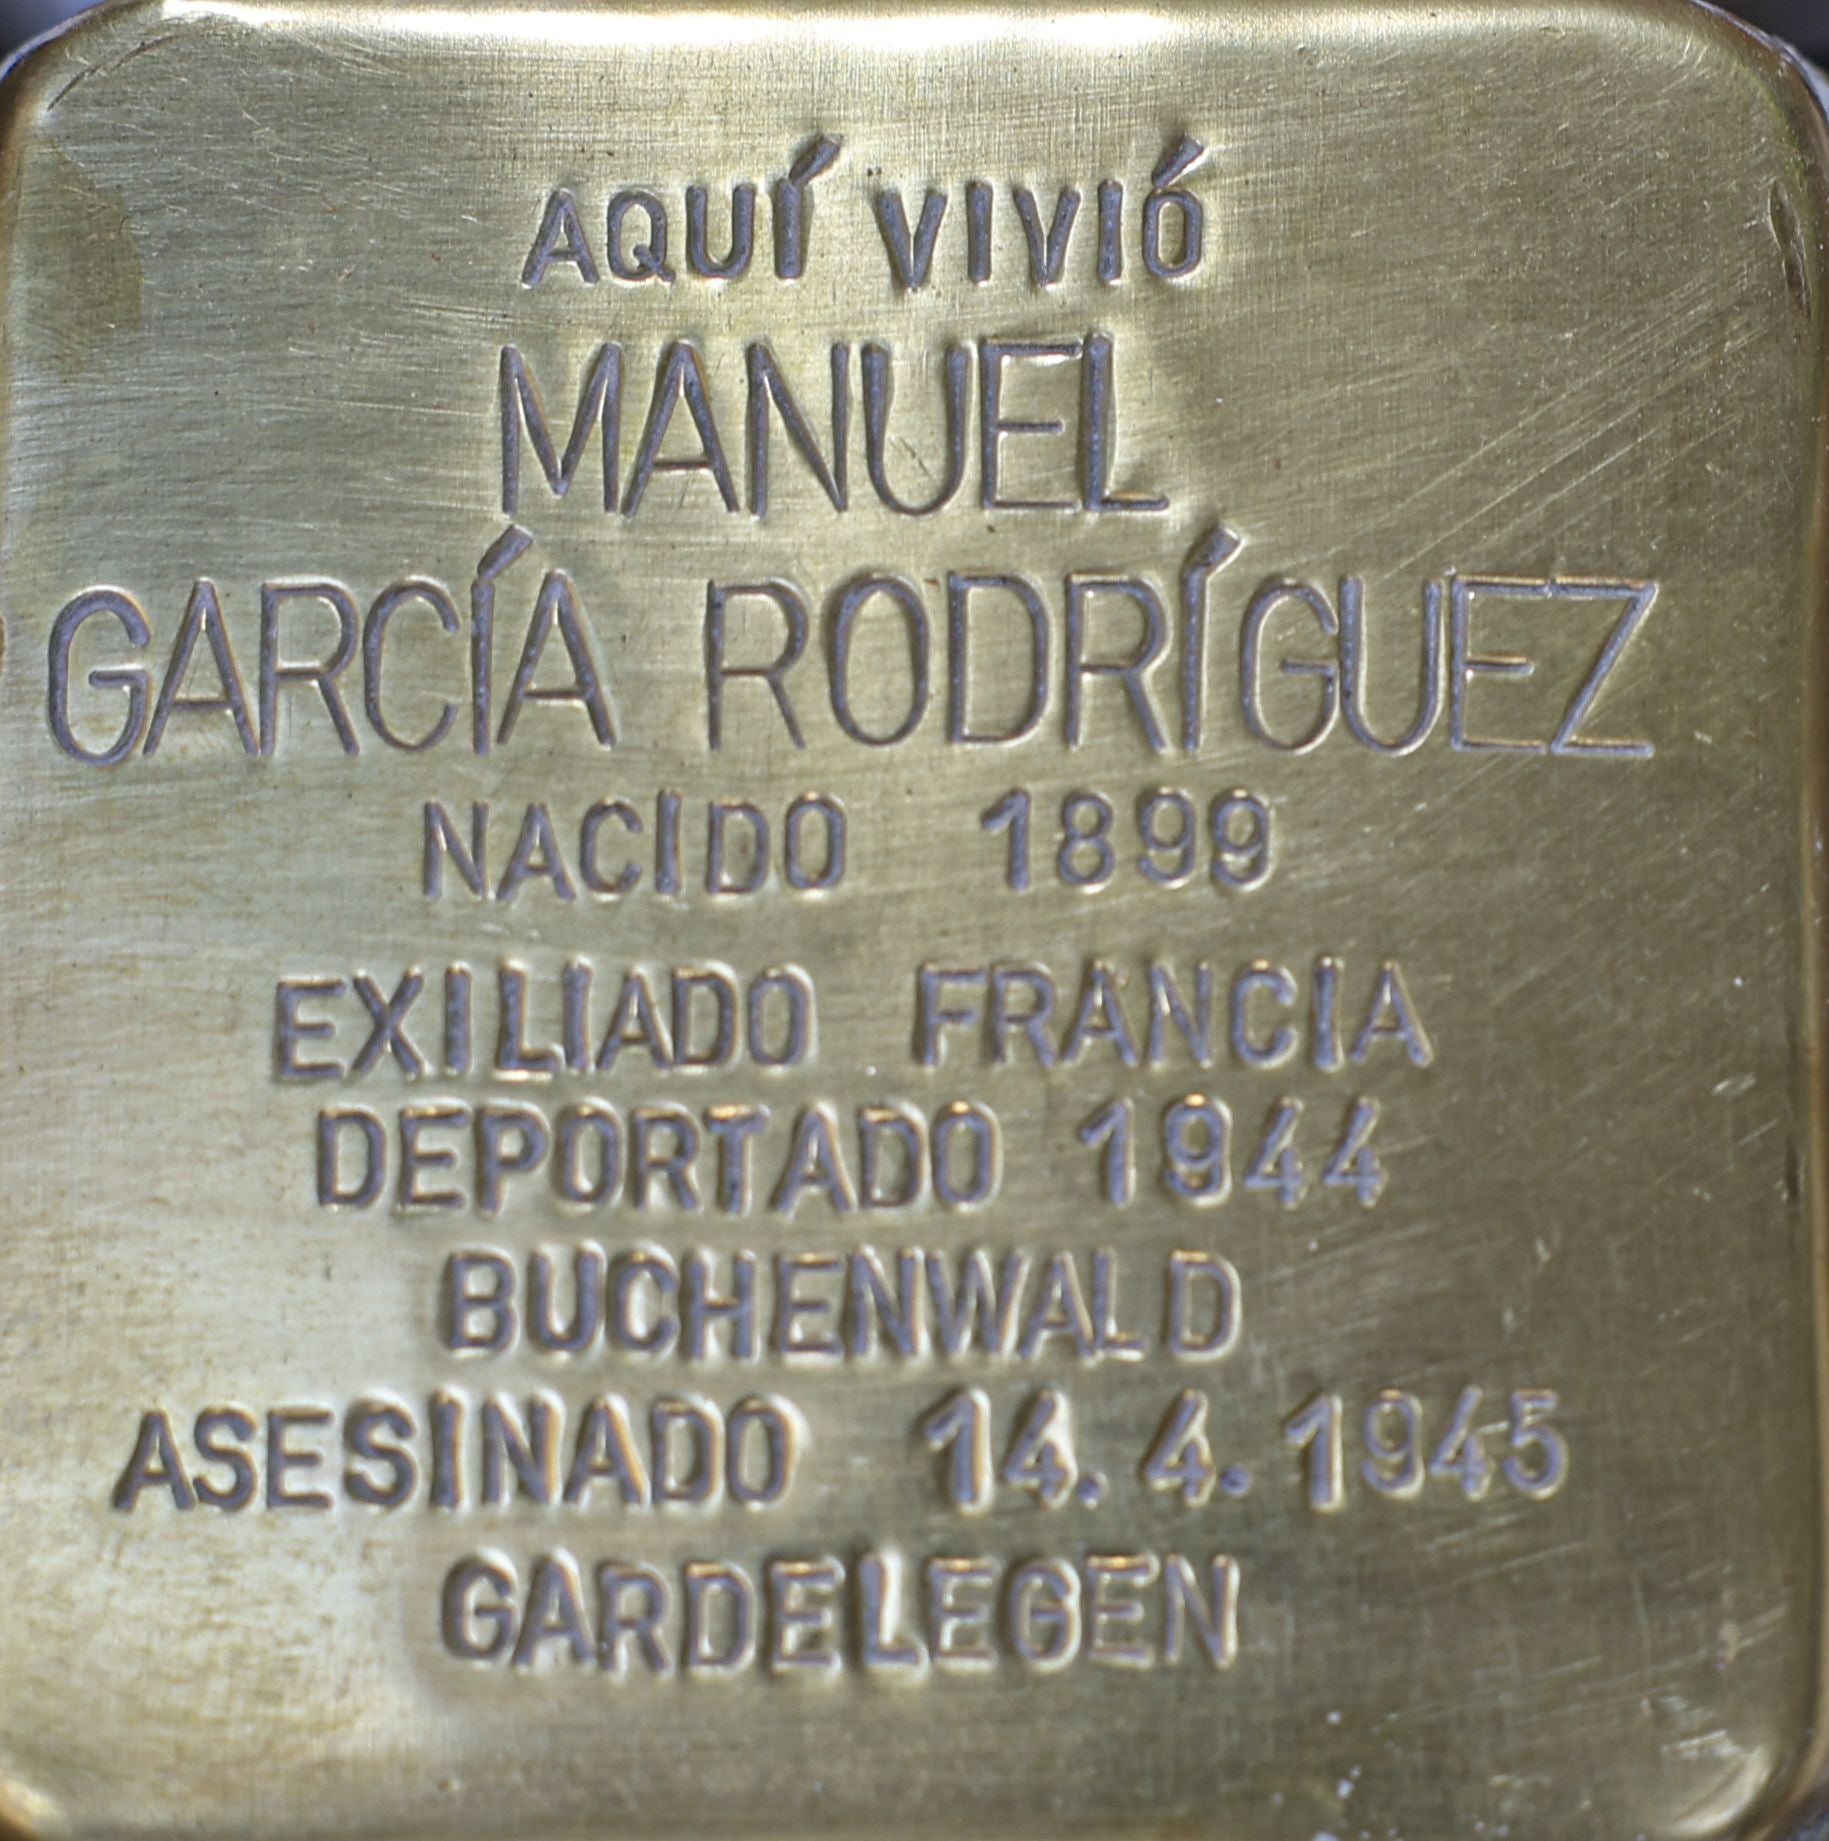 AQUÍ VIVIÓ
MANUEL
GARCÍA RODRÍGUEZ
NACIDO 1899
EXILIADO FRANCIA
DEPORTADO 1944
BUCHENWALD
ASESINADO 14.4.1945
GARDELEGEN